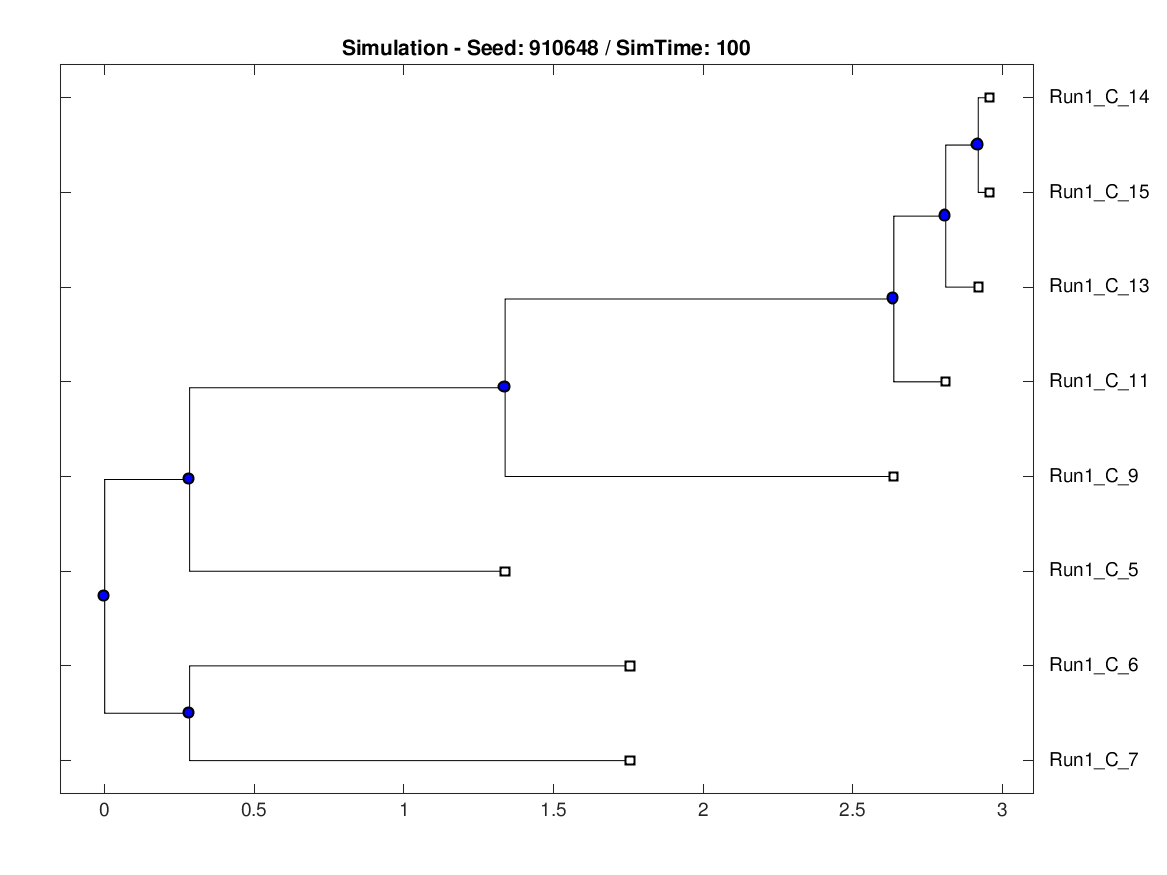 Simulation - Seed: 910648 / SimTime: 100
Run1_C_14
Run1_C_15
Run1_C_13
Run1_C_11
Run1_C_9
Run1_C_5
Run1_C_6
Run1_C_7
0 0.5 1 1.5 2 2.5 3